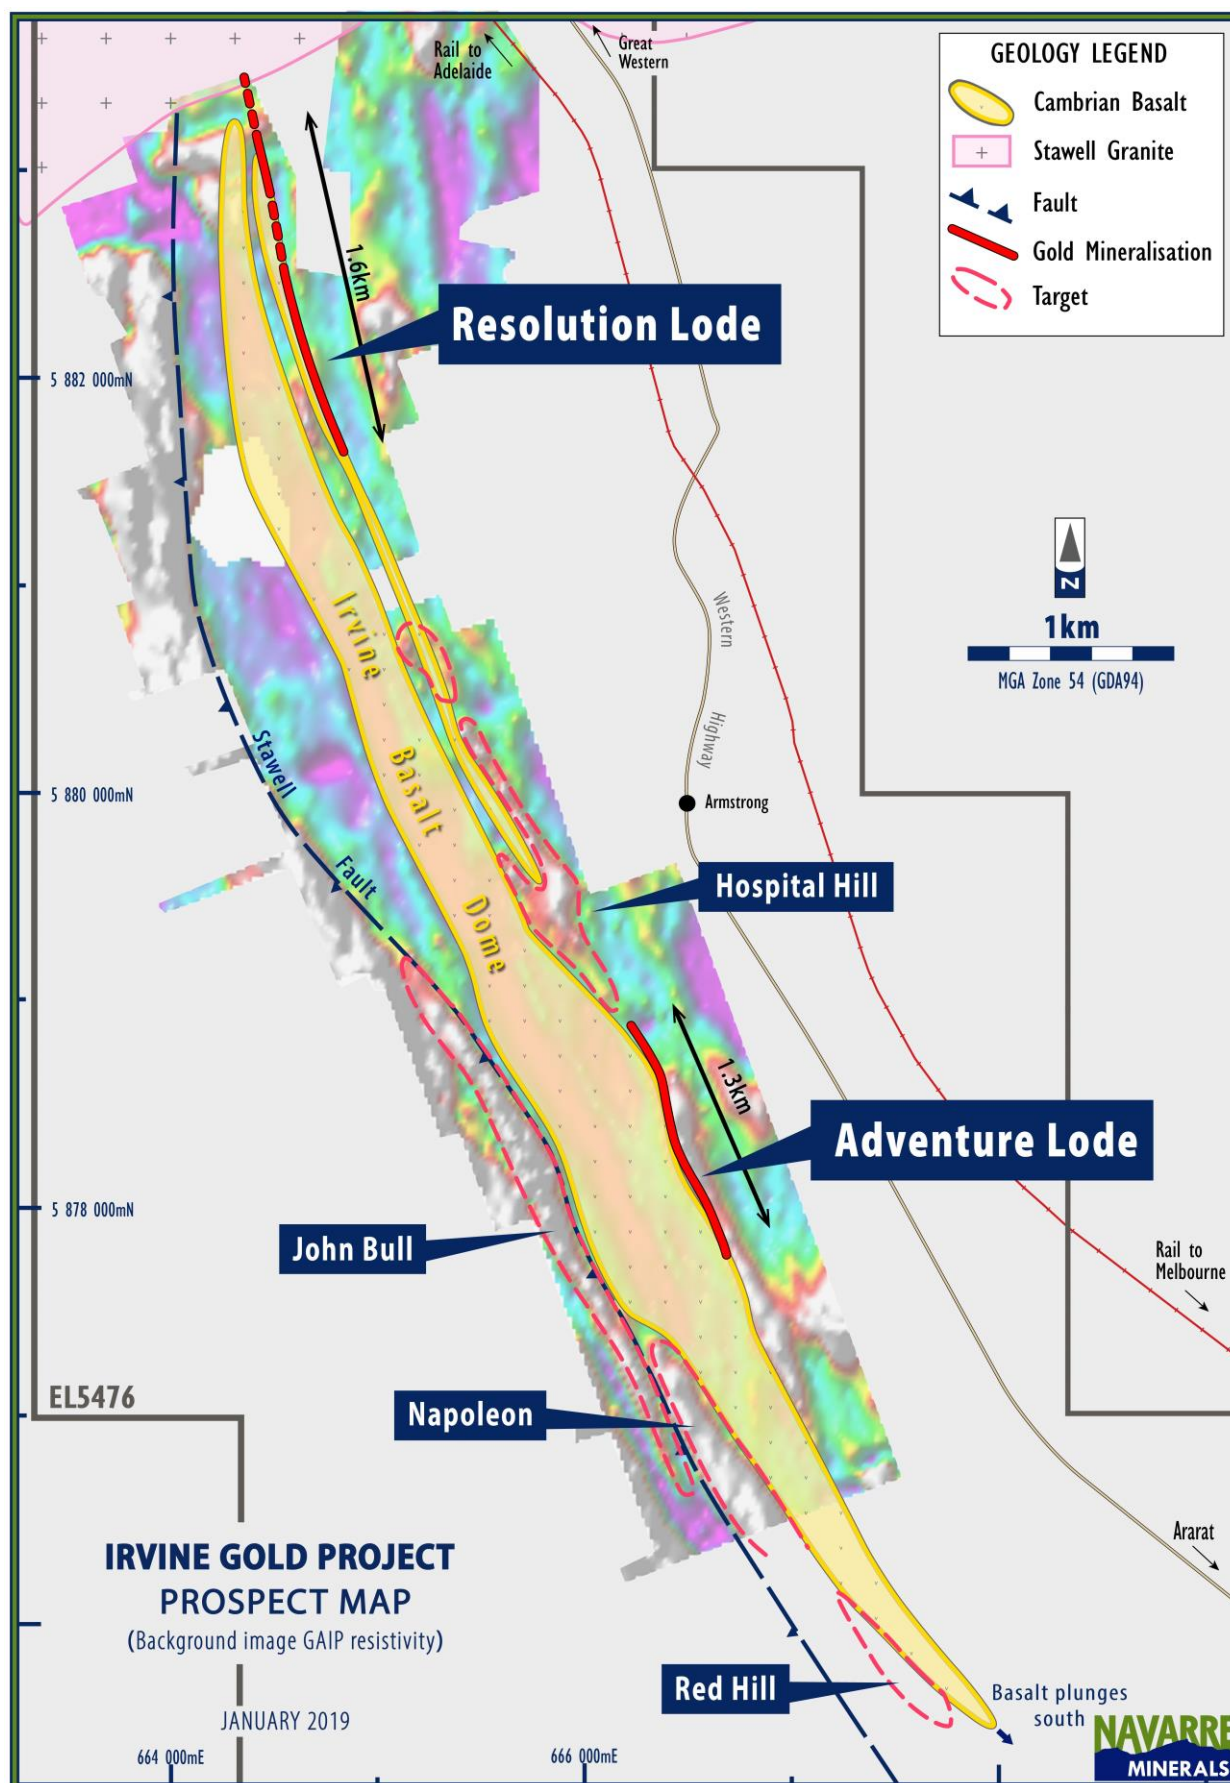 Rail to
Adelaide
Great
Western
GEOLOGY LEGEND
Cambrian Basalt
Stawell Granite
Fault
Gold Mineralisation
Target
1.6km
Resolution Lode
5 882 000mN
Irvine
Basalt
Dome
Western
Highway
N
1km
MGA Zone 54 (GDA94)
Stawell
Fault
5 880 000mN
Armstrong
Hospital Hill
1.3km
Adventure Lode
5 878 000mN
John Bull
Rail to
Melbourne
EL5476
Napoleon
Ararat
IRVINE GOLD PROJECT
PROSPECT MAP
(Background image GAIP resistivity)
Red Hill
Basalt plunges
south
JANUARY 2019
664 000mE
666 000mE
NAVARRE
MINERALS